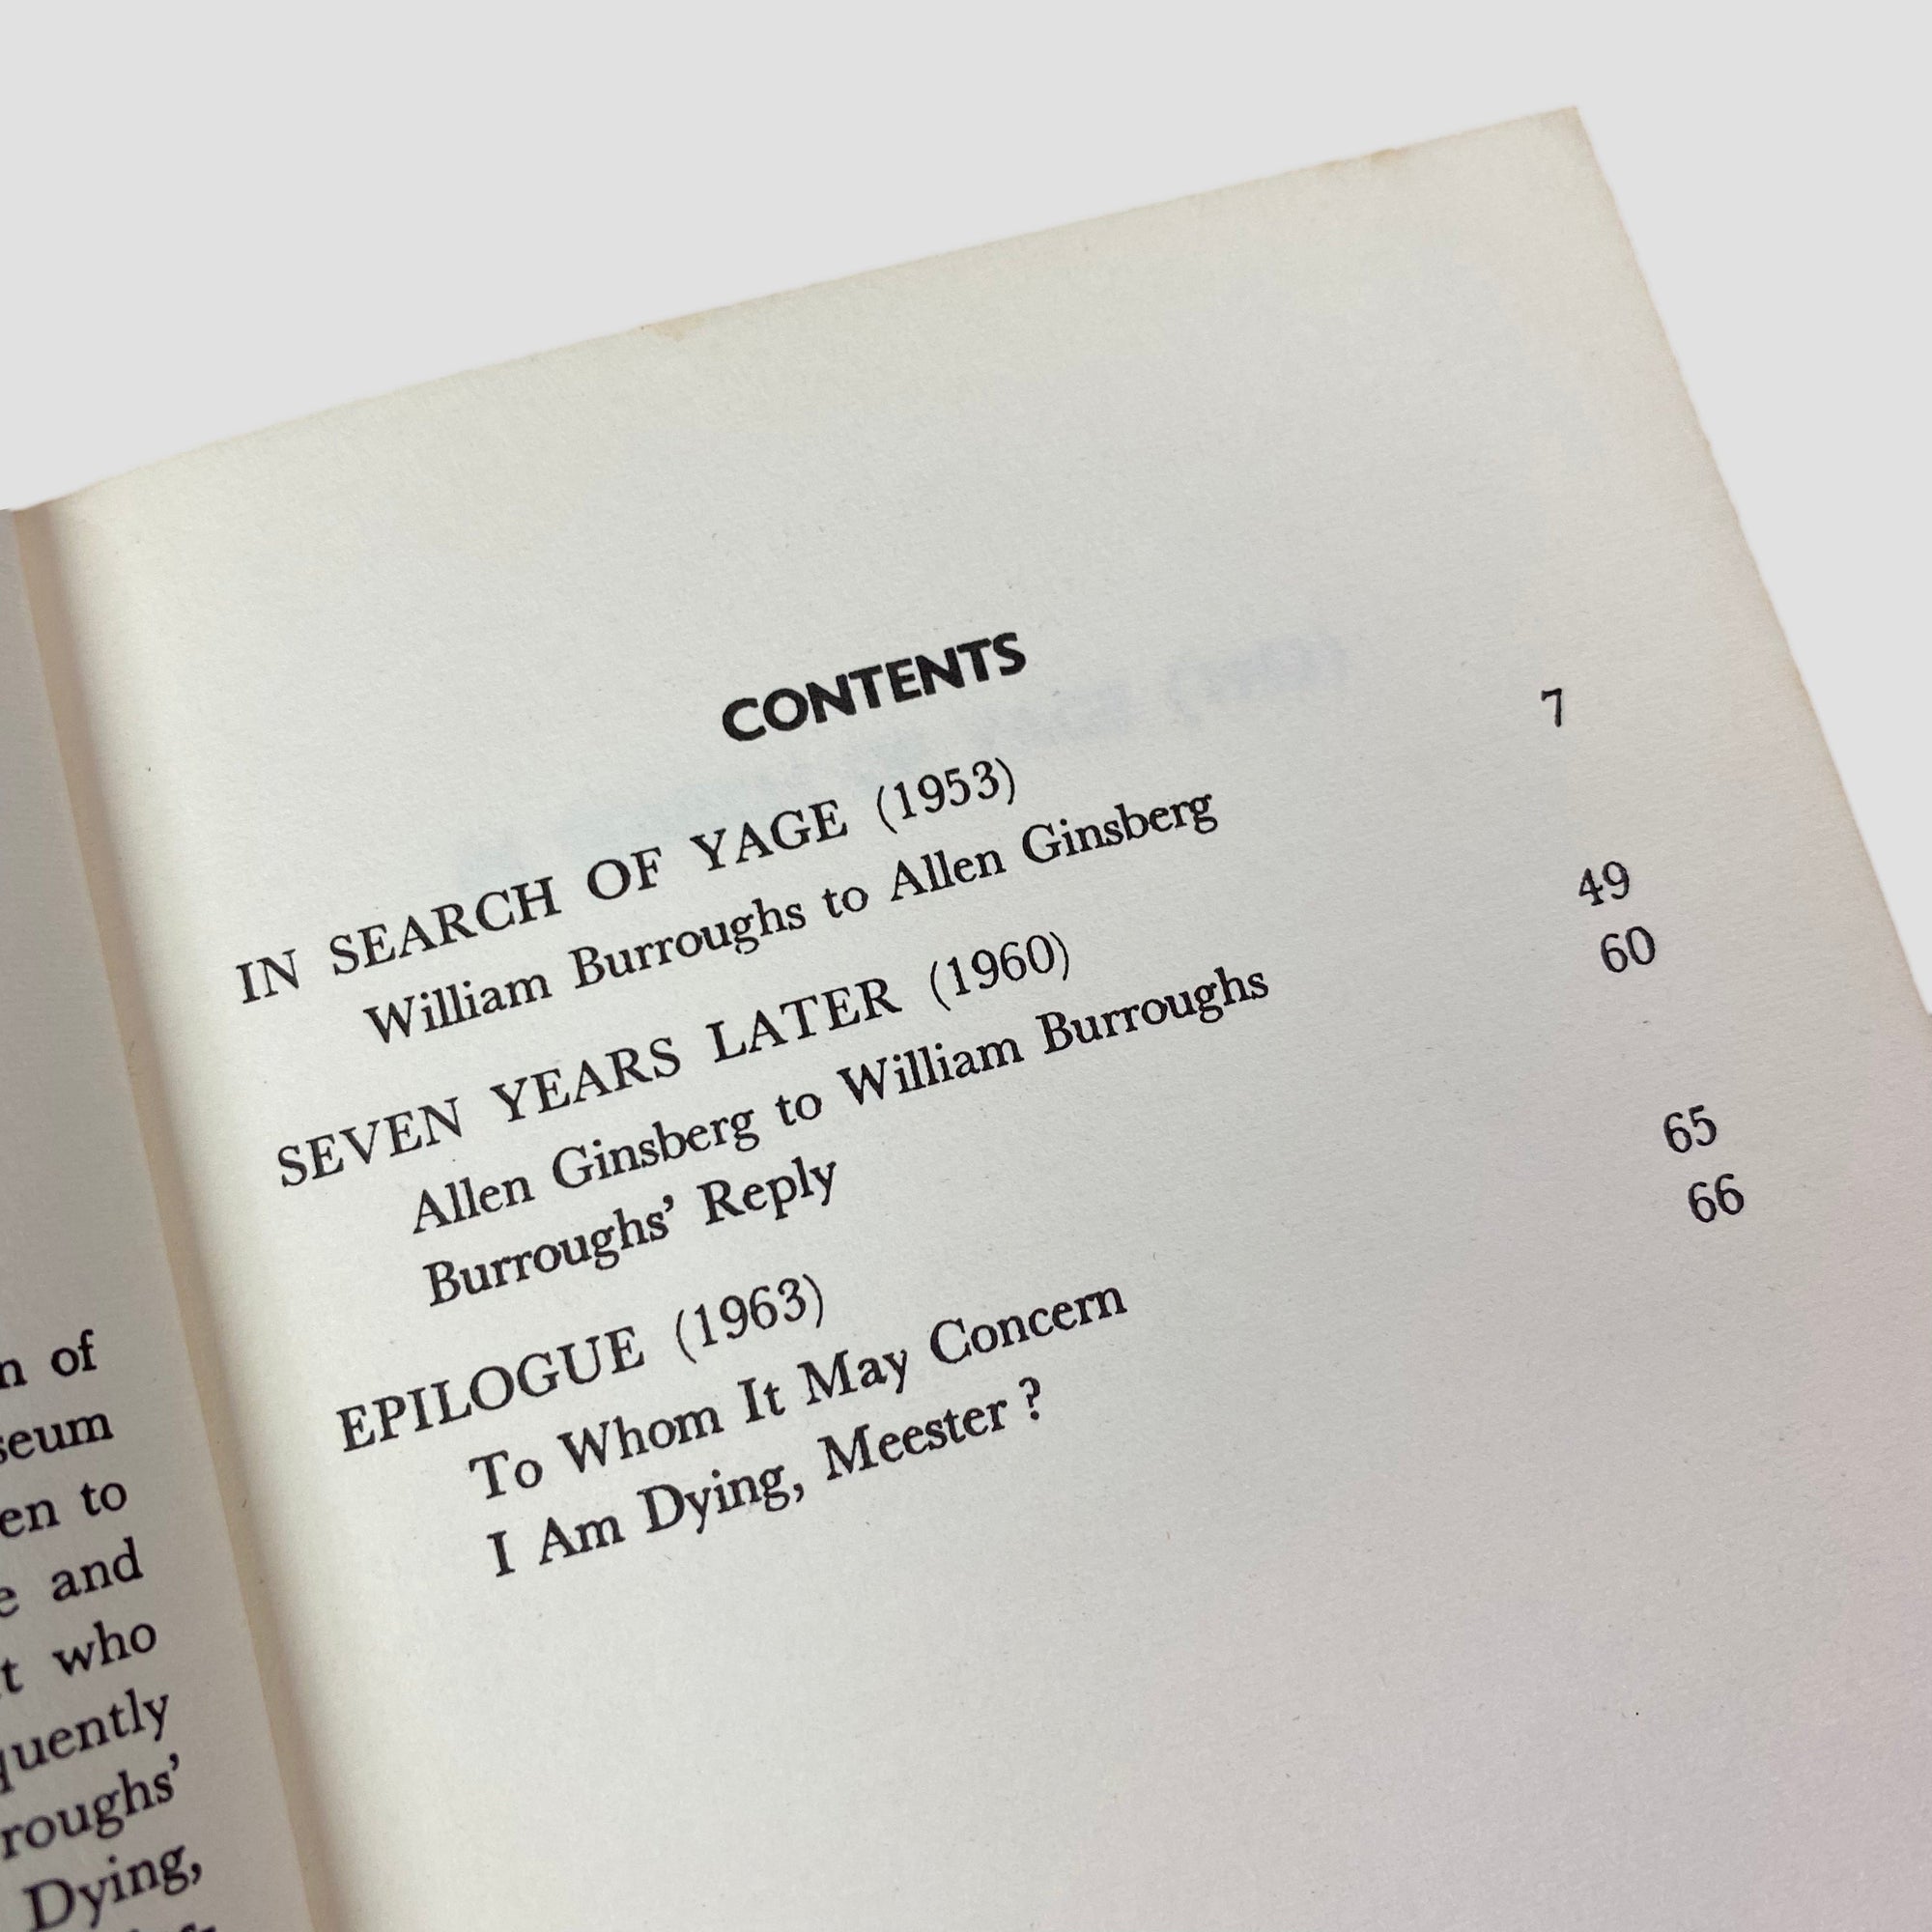 n of
seum
en to
e and
t who
quently
roughs'
Dying,
CONTENTS
IN SEARCH OF YAGE (1953)
William Burroughs to Allen Ginsberg 7
SEVEN YEARS LATER (1960)
Allen Ginsberg to William Burroughs 49
Burroughs' Reply 60
EPILOGUE (1963)
To Whom It May Concern 65
I Am Dying, Meester ? 66